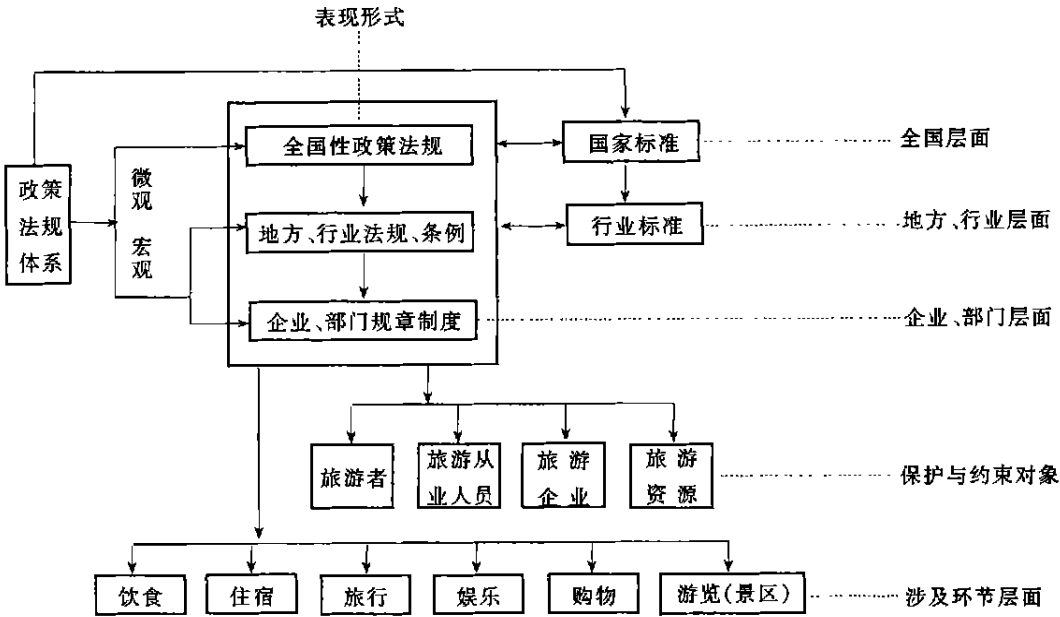 表现形式
全国性政策法规
国家标准
全国层面
政策
法规
体系
微观
宏观
地方、行业法规、条例
行业标准
地方、行业层面
企业、部门规章制度
企业、部门层面
旅游者
旅游从
业人员
旅游
企业
旅游
资源
保护与约束对象
饮食
住宿
旅行
娱乐
购物
游览(景区)
涉及环节层面